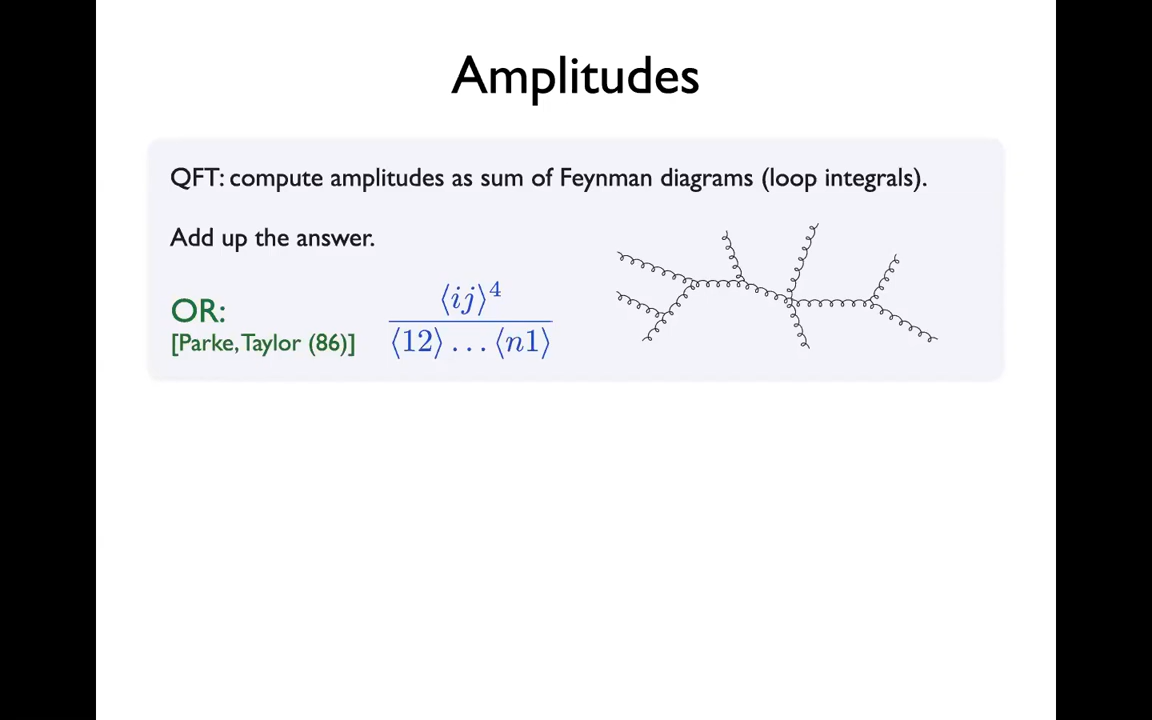 Amplitudes
QFT: compute amplitudes as sum of Feynman diagrams (loop integrals).
Add up the answer.
OR:
[Parke, Taylor (86)]
⟨ij⟩⁴
⟨12⟩ ... ⟨n1⟩